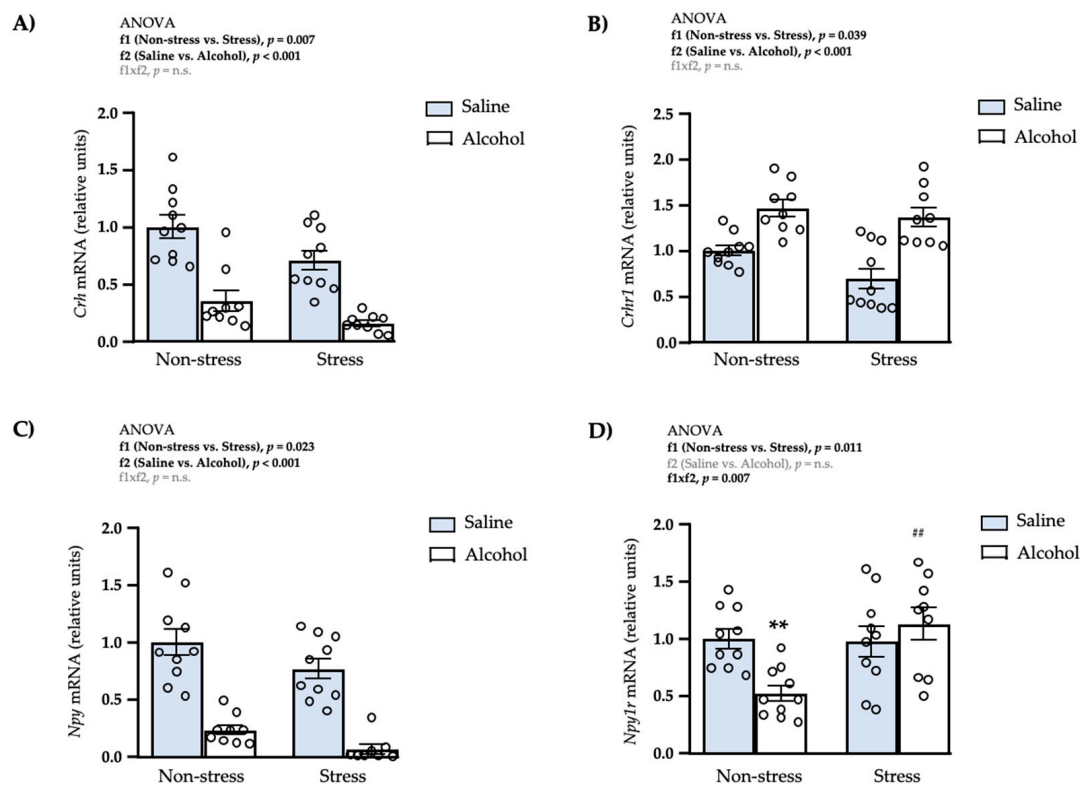 A)
ANOVA
f1 (Non-stress vs. Stress), p = 0.007
f2 (Saline vs. Alcohol), p < 0.001
f1xf2, p = n.s.
Saline
Alcohol
Crh mRNA (relative units)
2.0
1.5
1.0
0.5
0.0
Non-stress Stress
B)
ANOVA
f1 (Non-stress vs. Stress), p = 0.039
f2 (Saline vs. Alcohol), p < 0.001
f1xf2, p = n.s.
Saline
Alcohol
Crhr1 mRNA (relative units)
2.5
2.0
1.5
1.0
0.5
0.0
Non-stress Stress
C)
ANOVA
f1 (Non-stress vs. Stress), p = 0.023
f2 (Saline vs. Alcohol), p < 0.001
f1xf2, p = n.s.
Saline
Alcohol
Npy mRNA (relative units)
2.0
1.5
1.0
0.5
0.0
Non-stress Stress
D)
ANOVA
f1 (Non-stress vs. Stress), p = 0.011
f2 (Saline vs. Alcohol), p = n.s.
f1xf2, p = 0.007
Saline
Alcohol
Npy1r mRNA (relative units)
2.0
1.5
1.0
0.5
0.0
##
**
Non-stress Stress